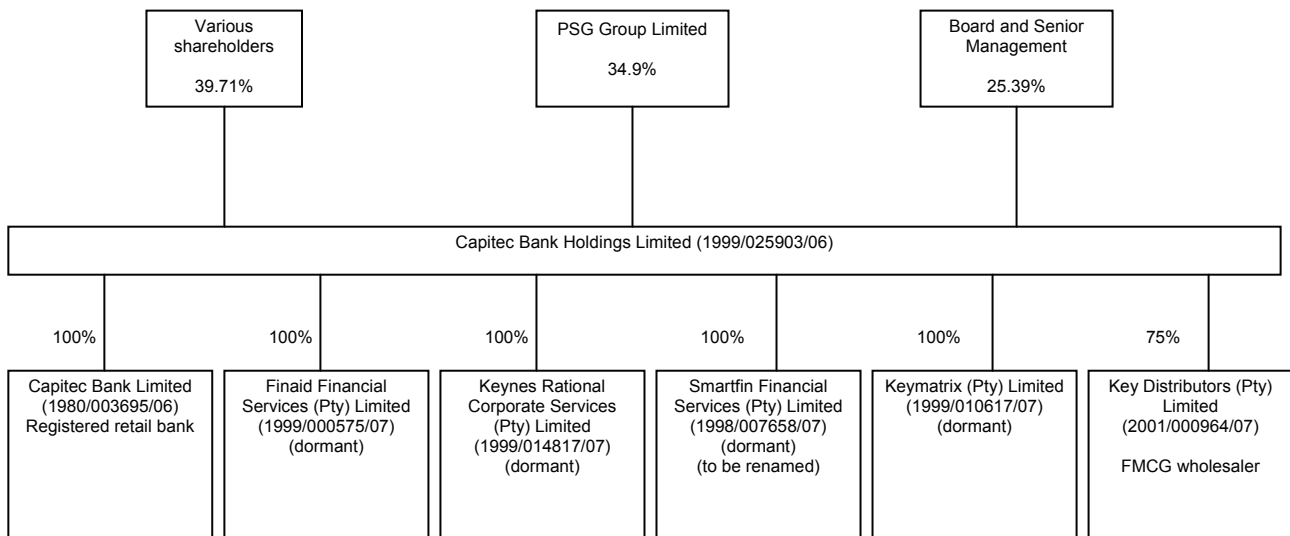 Various
shareholders
39.71%
PSG Group Limited
34.9%
Board and Senior
Management
25.39%
Capitec Bank Holdings Limited (1999/025903/06)
100%
100%
100%
100%
100%
75%
Capitec Bank Limited
(1980/003695/06)
Registered retail bank
Finaid Financial
Services (Pty) Limited
(1999/000575/07)
(dormant)
Keynes Rational
Corporate Services
(Pty) Limited
(1999/014817/07)
(dormant)
Smartfin Financial
Services (Pty) Limited
(1998/007658/07)
(dormant)
(to be renamed)
Keymatrix (Pty) Limited
(1999/010617/07)
(dormant)
Key Distributors (Pty)
Limited
(2001/000964/07)
FMCG wholesaler